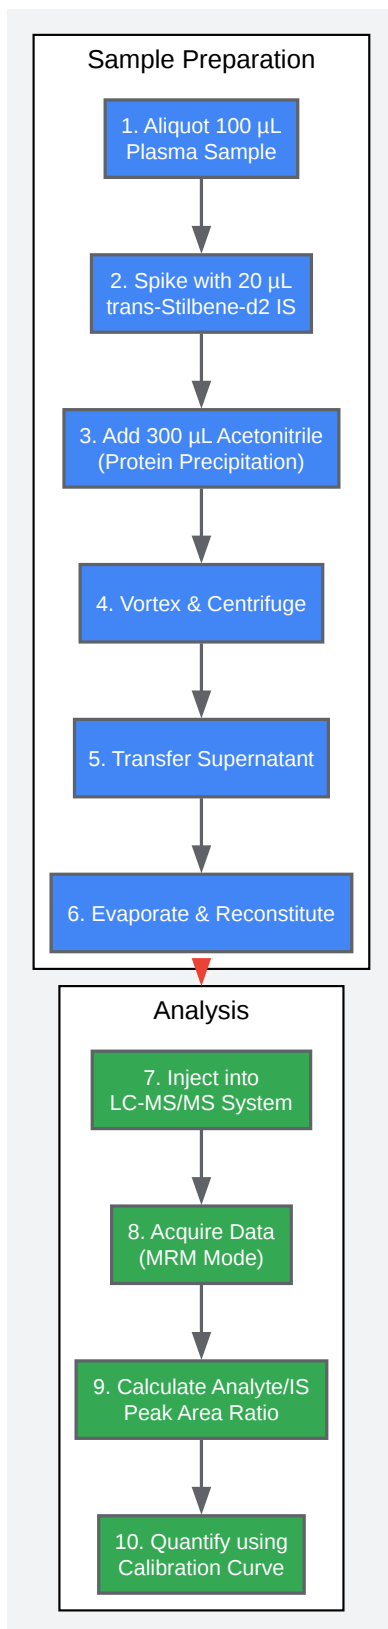 Sample Preparation
1. Aliquot 100 µL
Plasma Sample
2. Spike with 20 µL
trans-Stilbene-d2 IS
3. Add 300 µL Acetonitrile
(Protein Precipitation)
4. Vortex & Centrifuge
5. Transfer Supernatant
6. Evaporate & Reconstitute
Analysis
7. Inject into
LC-MS/MS System
8. Acquire Data
(MRM Mode)
9. Calculate Analyte/IS
Peak Area Ratio
10. Quantify using
Calibration Curve